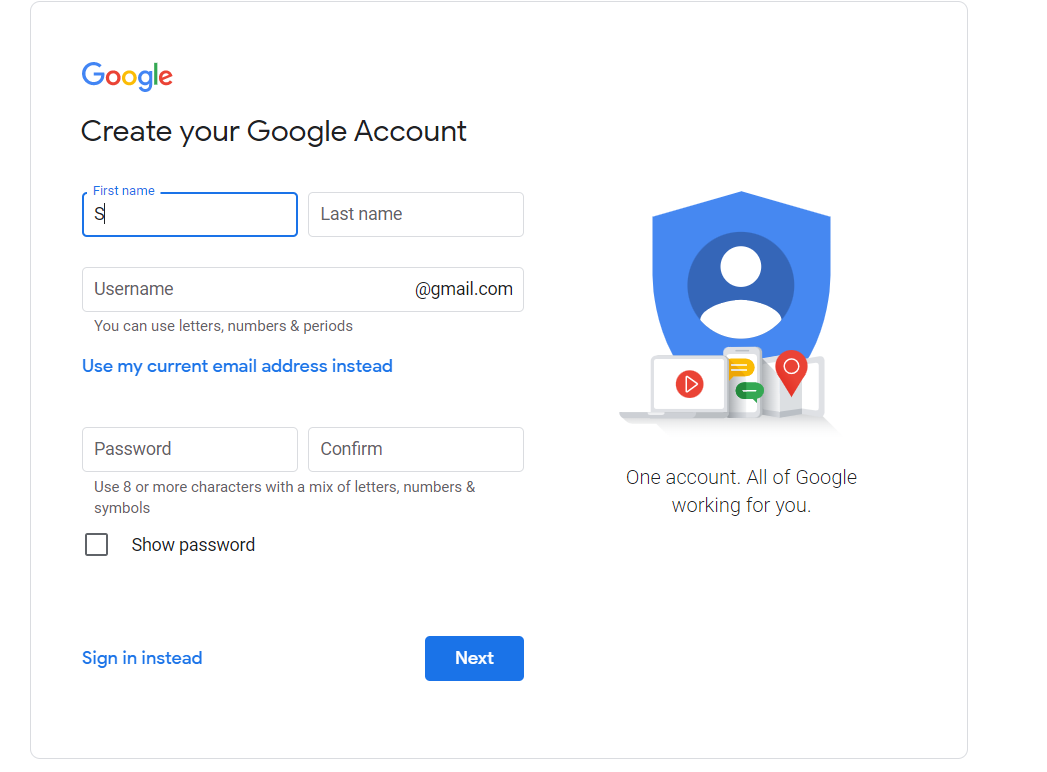 Google
Create your Google Account
First name
S
Last name
Username
@gmail.com
You can use letters, numbers & periods
Use my current email address instead
Password
Confirm
Use 8 or more characters with a mix of letters, numbers &
symbols
Show password
Sign in instead
Next
One account. All of Google
working for you.